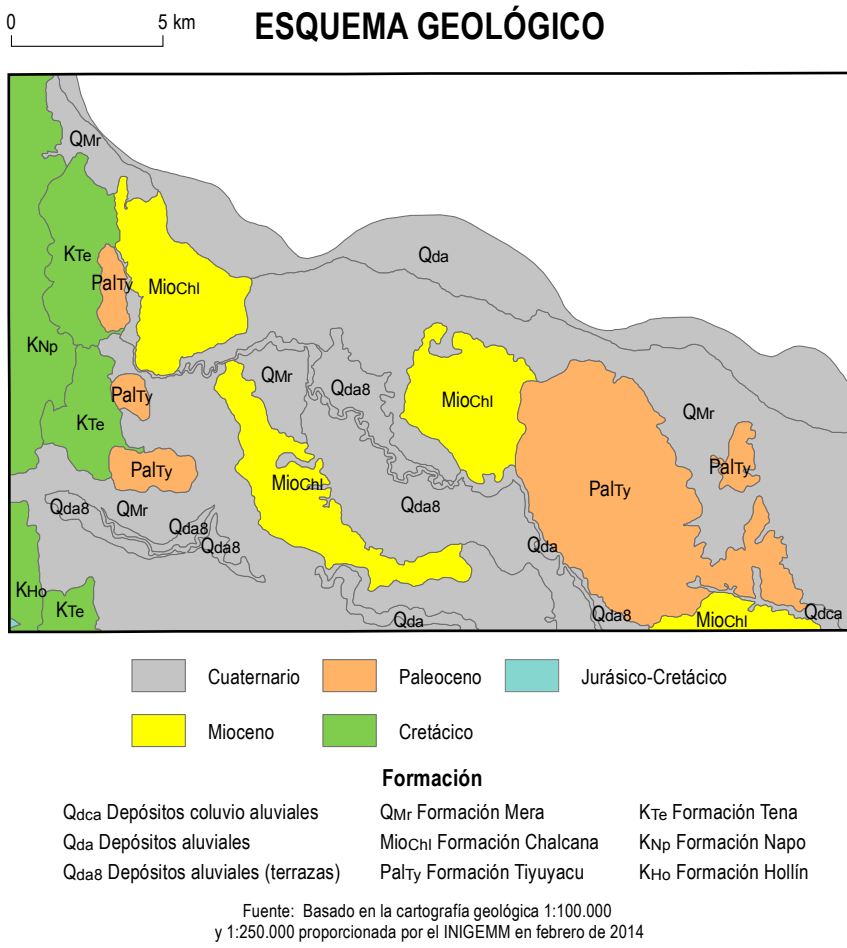 0 5 km
ESQUEMA GEOLÓGICO
QMr
Qda
KTe
PalTy
MioChl
KNp
QMr
Qda8
MioChl
PalTy
QMr
KTe
PalTy
PalTy
MioChl
PalTy
Qda8
QMr
Qda8
Qda8
Qda8
Qda
KHo
KTe
Qda
Qda8
MioChl
Qdca
Cuaternario
Paleoceno
Jurásico-Cretácico
Mioceno
Cretácico
Formación
Qdca Depósitos coluvio aluviales
QMr Formación Mera
KTe Formación Tena
Qda Depósitos aluviales
MioChl Formación Chalcana
KNp Formación Napo
Qda8 Depósitos aluviales (terrazas)
PalTy Formación Tiyuyacu
KHo Formación Hollín
Fuente: Basado en la cartografía geológica 1:100.000
y 1:250.000 proporcionada por el INIGEMM en febrero de 2014